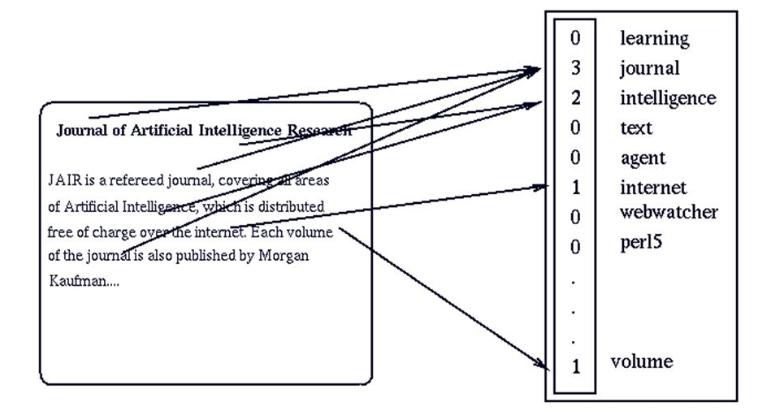 Journal of Artificial Intelligence Research
JAIR is a refereed journal, covering all areas
of Artificial Intelligence, which is distributed
free of charge over the internet. Each volume
of the journal is also published by Morgan
Kaufman....
0 learning
3 journal
2 intelligence
0 text
0 agent
1 internet
0 webwatcher
0 perl5
.
.
.
1 volume